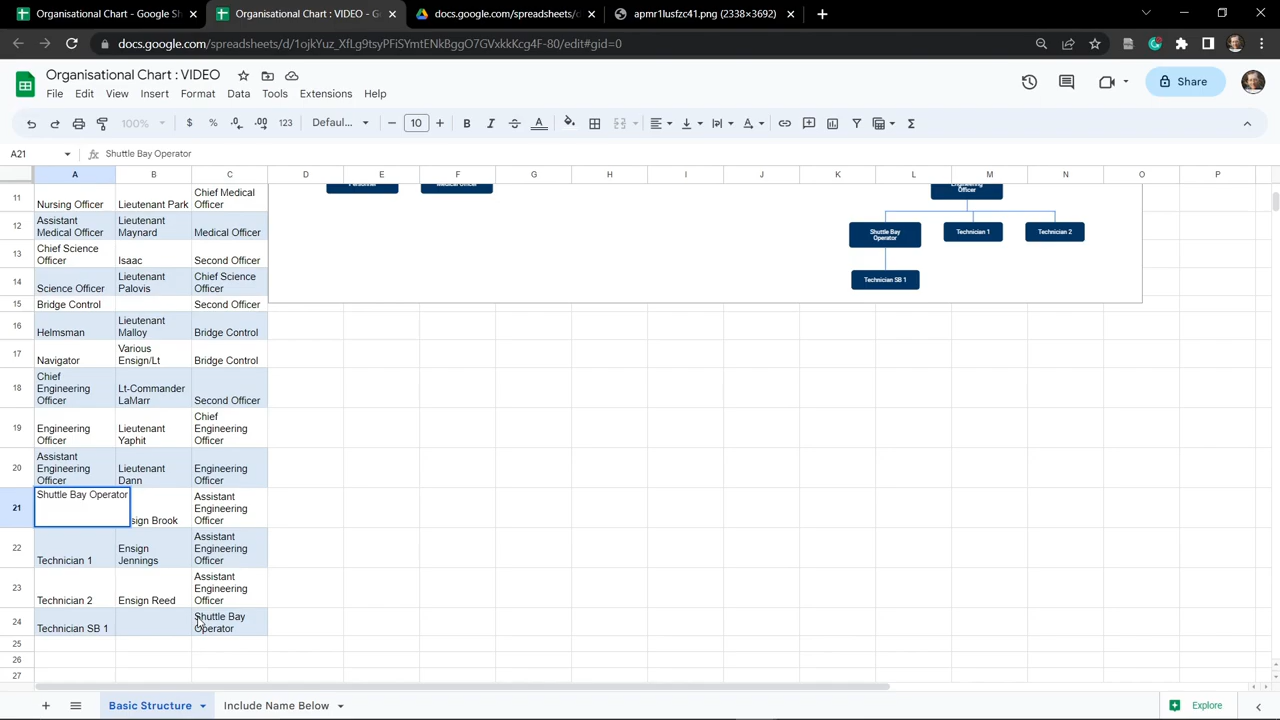 Organisational Chart - Google Sh
Organisational Chart : VIDEO - G
docs.google.com/spreadsheets/d
apmr1lusfzc41.png (2338×3692)
docs.google.com/spreadsheets/d/1ojkYuz_XfLg9tsyPFiSYmtENkBggO7GVxkkKcg4F-80/edit#gid=0
Organisational Chart : VIDEO
Share
File Edit View Insert Format Data Tools Extensions Help
100% $ % .0 .00 123 Defaul... 10 B I S A
A21 fx Shuttle Bay Operator
A B C D E F G H I J K L M N O P
11 Nursing Officer Lieutenant Park Chief Medical Officer
12 Assistant Medical Officer Lieutenant Maynard Medical Officer
13 Chief Science Officer Isaac Second Officer
14 Science Officer Lieutenant Palovis Chief Science Officer
15 Bridge Control Second Officer
16 Helmsman Lieutenant Malloy Bridge Control
17 Navigator Various Ensign/Lt Bridge Control
18 Chief Engineering Officer Lt-Commander LaMarr Second Officer
19 Engineering Officer Lieutenant Yaphit Chief Engineering Officer
20 Assistant Engineering Officer Lieutenant Dann Engineering Officer
21 Shuttle Bay Operator sign Brook Assistant Engineering Officer
22 Technician 1 Ensign Jennings Assistant Engineering Officer
23 Technician 2 Ensign Reed Assistant Engineering Officer
24 Technician SB 1 Shuttle Bay Operator
25
26
27
Personnel
Medical Officer
Engineering
Officer
Shuttle Bay
Operator
Technician 1
Technician 2
Technician SB 1
Basic Structure
Include Name Below
Explore